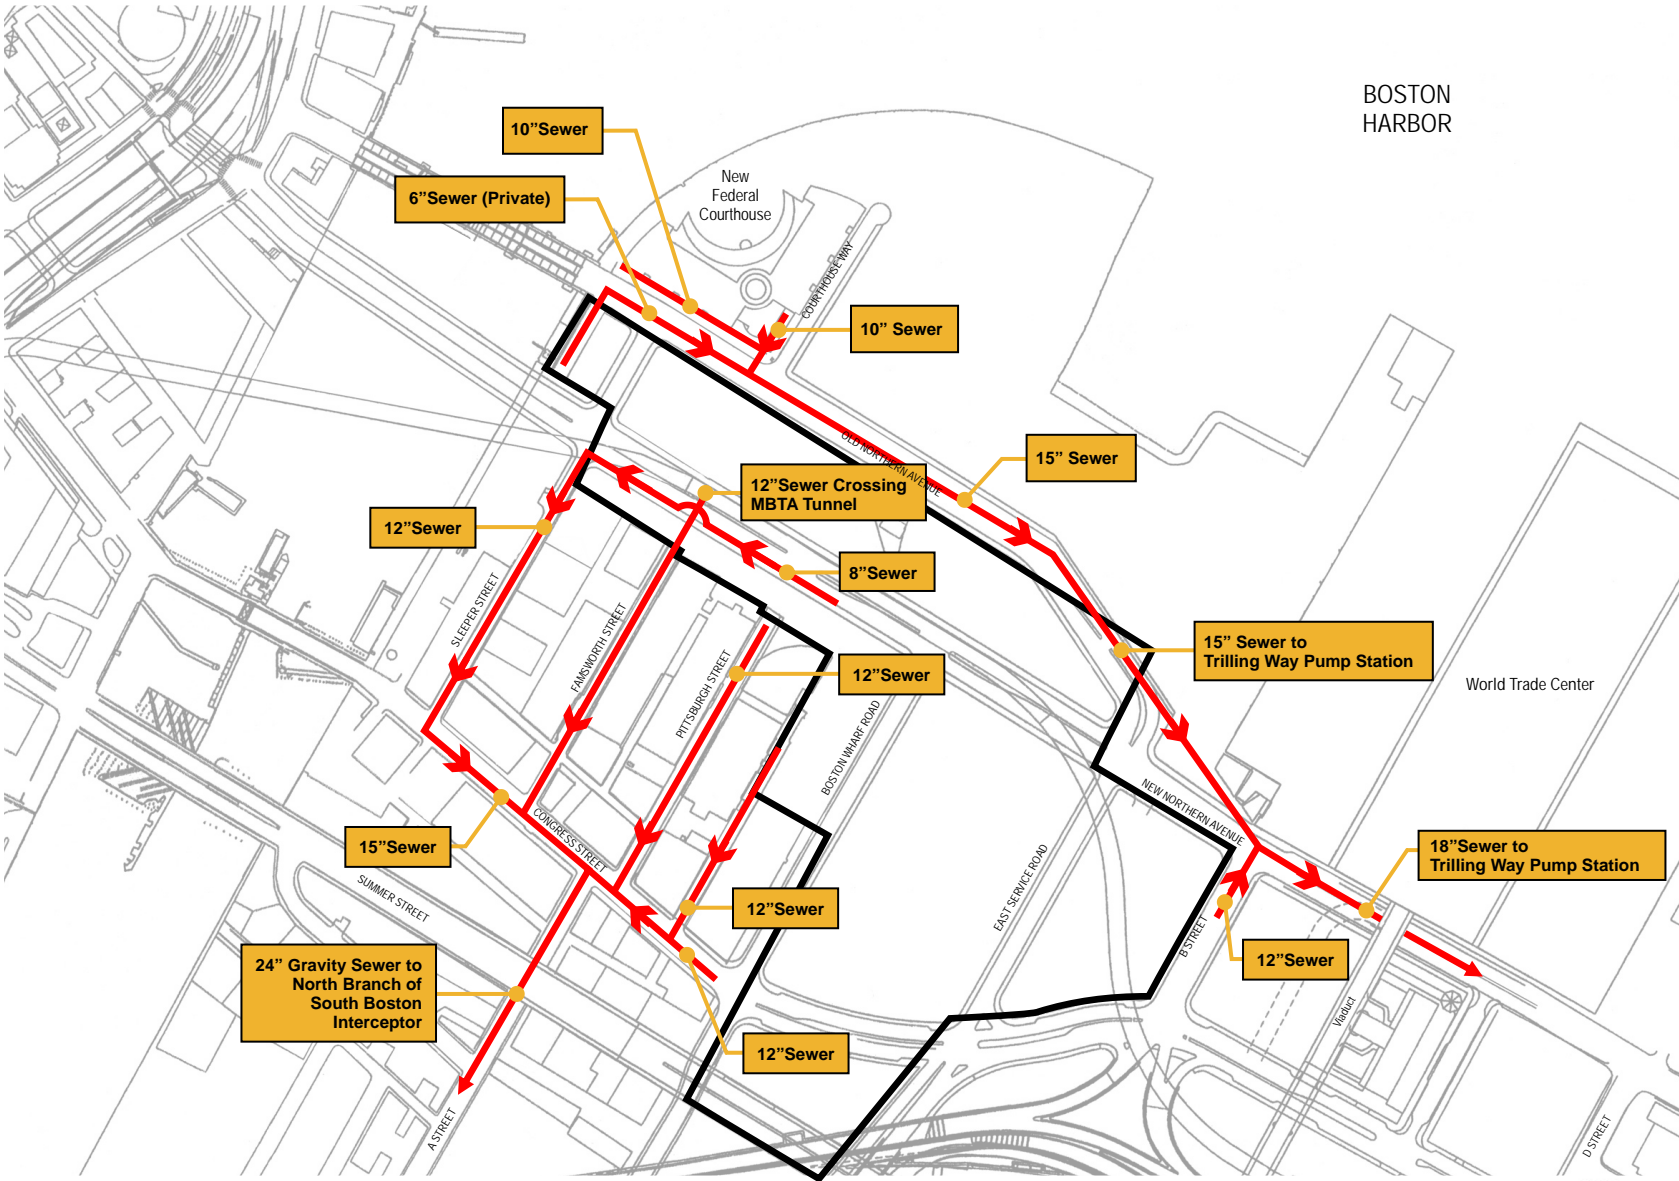 BOSTON
HARBOR
10”Sewer
New
Federal
Courthouse
6”Sewer (Private)
COURTHOUSE WAY
10” Sewer
OLD NORTHERN AVENUE
15” Sewer
12”Sewer Crossing
MBTA Tunnel
12”Sewer
8”Sewer
SLEEPER STREET
FAMSWORTH STREET
PITTSBURGH STREET
12”Sewer
15” Sewer to
Trilling Way Pump Station
World Trade Center
BOSTON WHARF ROAD
NEW NORTHERN AVENUE
15”Sewer
CONGRESS STREET
SUMMER STREET
EAST SERVICE ROAD
18”Sewer to
Trilling Way Pump Station
12”Sewer
B STREET
12”Sewer
24” Gravity Sewer to
North Branch of
South Boston
Interceptor
Viaduct
12”Sewer
A STREET
D STREET